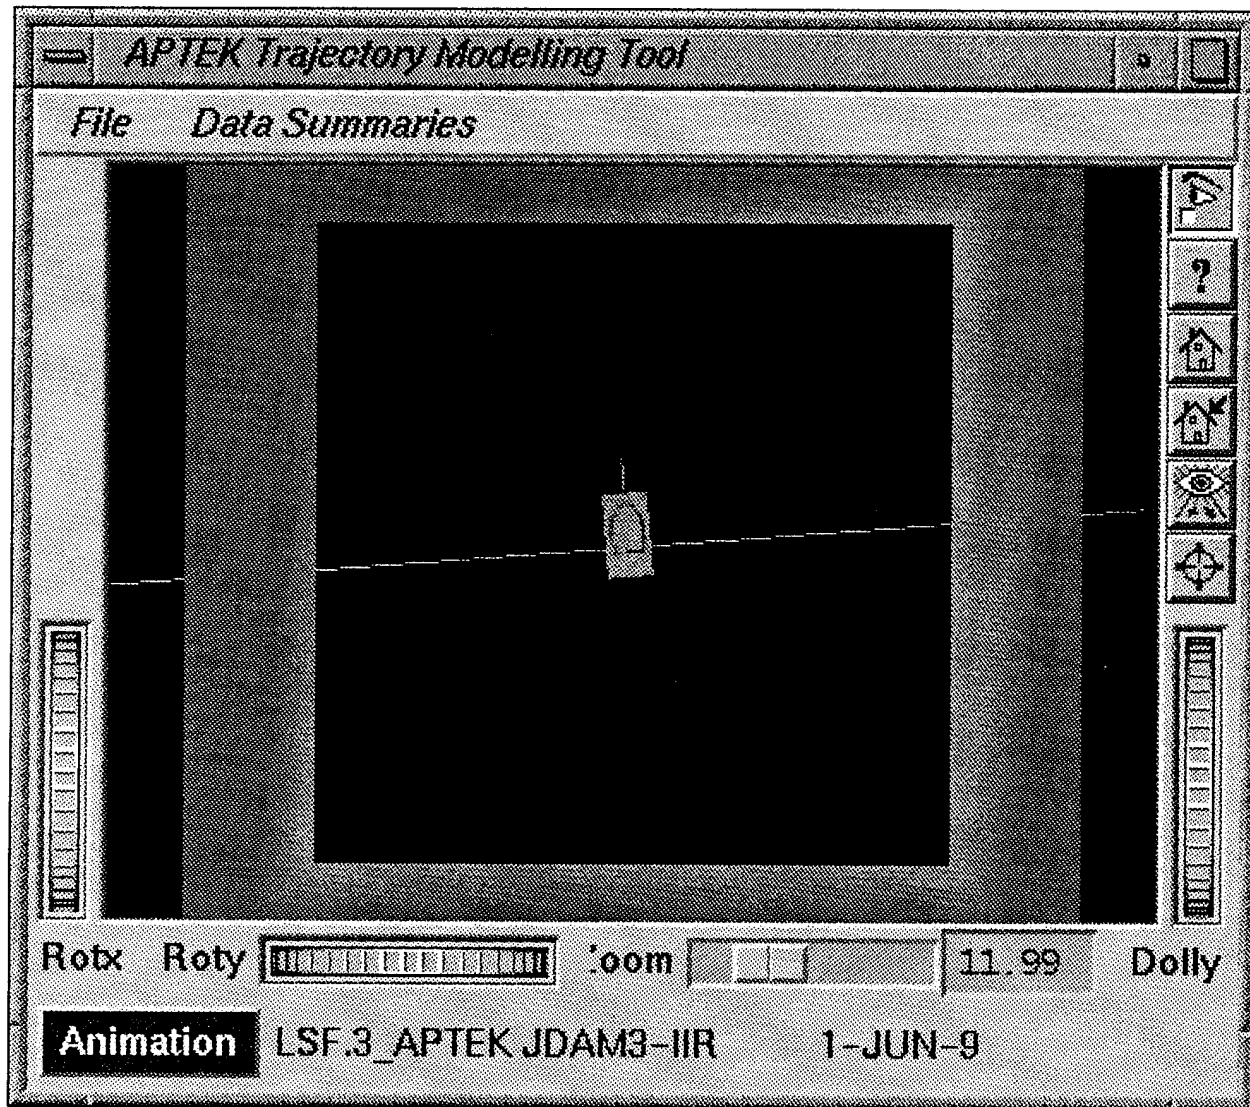 APTEK Trajectory Modelling Tool
File Data Summaries
?
Rotx Roty :oom 11.99 Dolly
Animation LSF.3_APTEK JDAM3-IIR 1-JUN-9